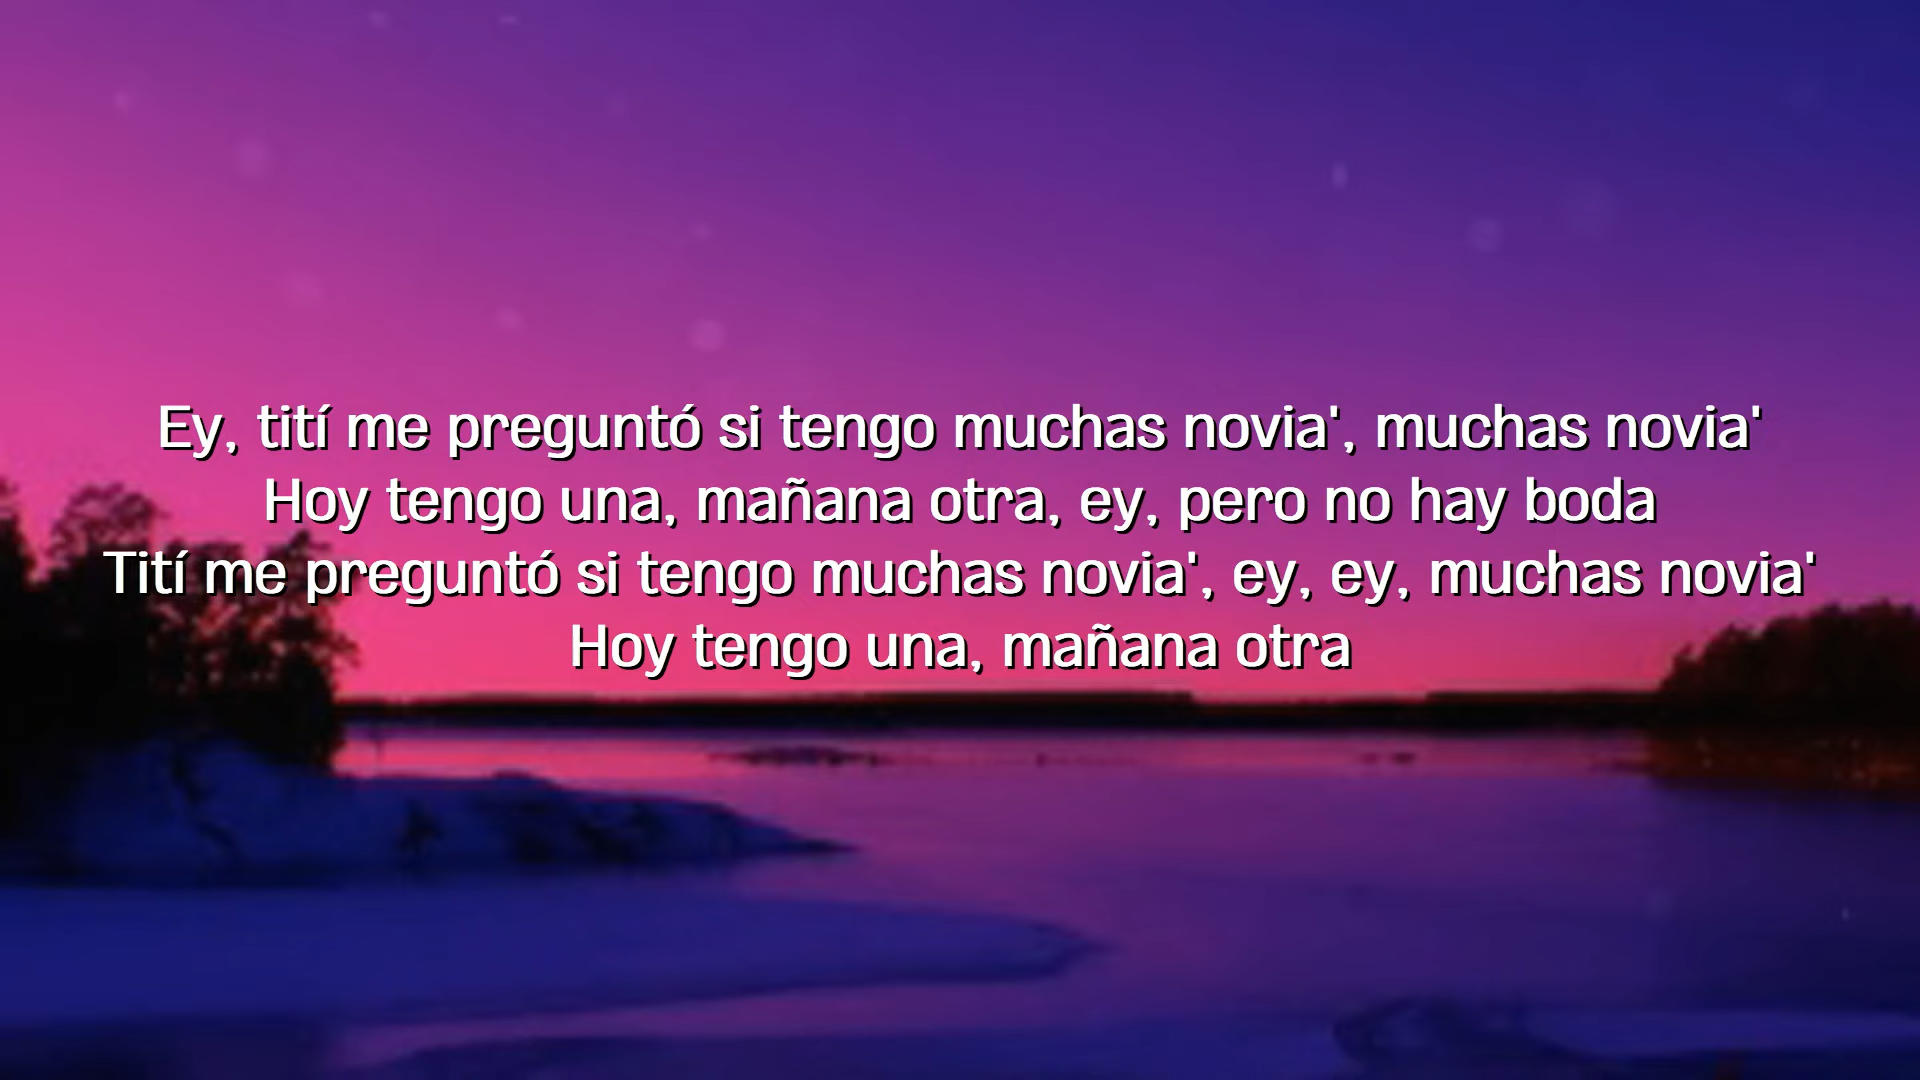 Ey, tití me preguntó si tengo muchas novia', muchas novia'
Hoy tengo una, mañana otra, ey, pero no hay boda
Tití me preguntó si tengo muchas novia', ey, ey, muchas novia'
Hoy tengo una, mañana otra